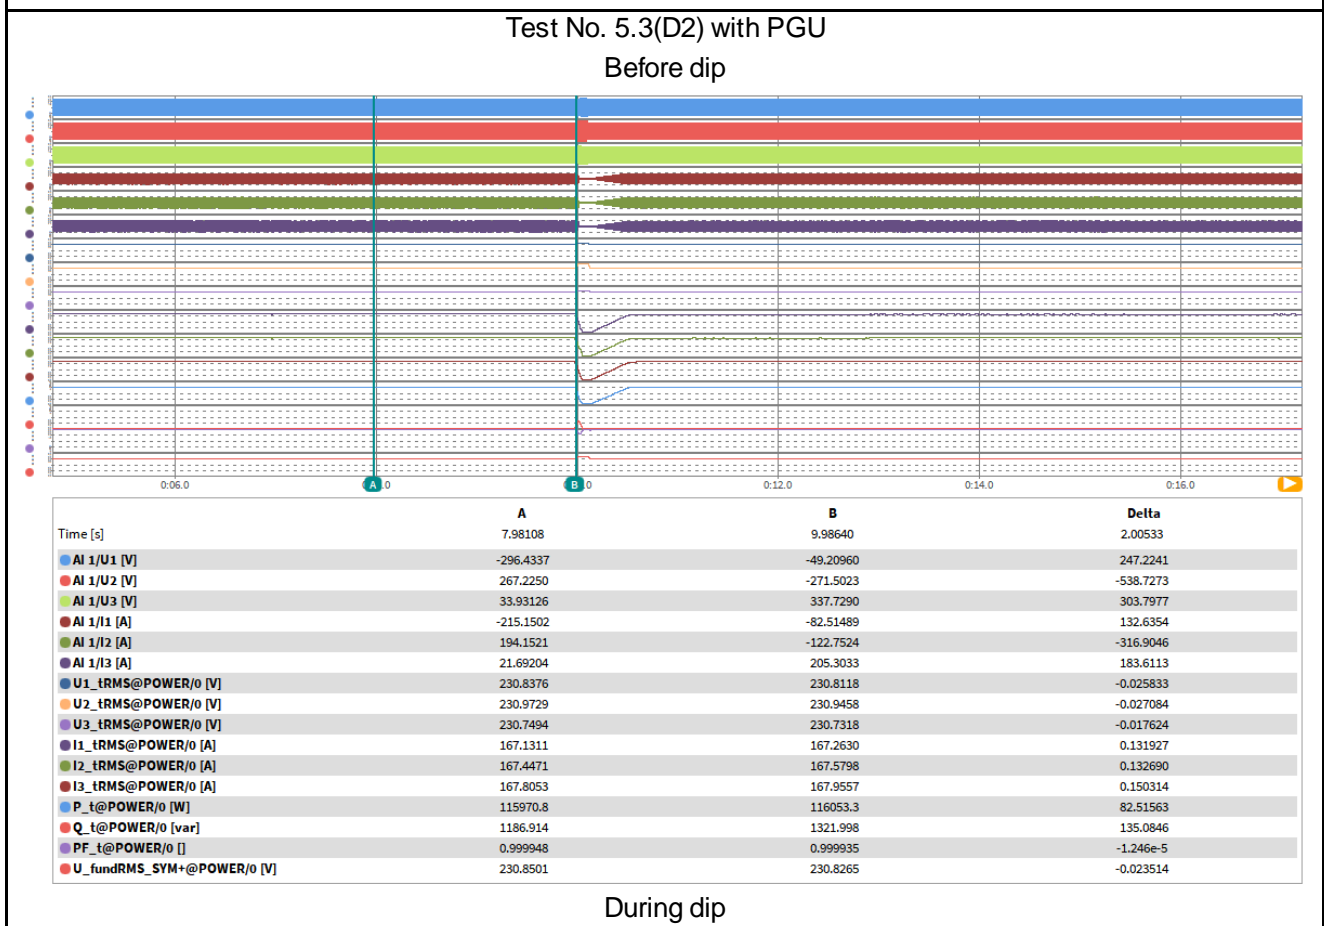 Test No. 5.3(D2) with PGU
Before dip
0:06.0 A .0 B 0 0:12.0 0:14.0 0:16.0
A B Delta
Time [s] 7.98108 9.98640 2.00533
AI 1/U1 [V] -296.4337 -49.20960 247.2241
AI 1/U2 [V] 267.2250 -271.5023 -538.7273
AI 1/U3 [V] 33.93126 337.7290 303.7977
AI 1/I1 [A] -215.1502 -82.51489 132.6354
AI 1/I2 [A] 194.1521 -122.7524 -316.9046
AI 1/I3 [A] 21.69204 205.3033 183.6113
U1_tRMS@POWER/0 [V] 230.8376 230.8118 -0.025833
U2_tRMS@POWER/0 [V] 230.9729 230.9458 -0.027084
U3_tRMS@POWER/0 [V] 230.7494 230.7318 -0.017624
I1_tRMS@POWER/0 [A] 167.1311 167.2630 0.131927
I2_tRMS@POWER/0 [A] 167.4471 167.5798 0.132690
I3_tRMS@POWER/0 [A] 167.8053 167.9557 0.150314
P_t@POWER/0 [W] 115970.8 116053.3 82.51563
Q_t@POWER/0 [var] 1186.914 1321.998 135.0846
PF_t@POWER/0 [] 0.999948 0.999935 -1.246e-5
U_fundRMS_SYM+@POWER/0 [V] 230.8501 230.8265 -0.023514
During dip